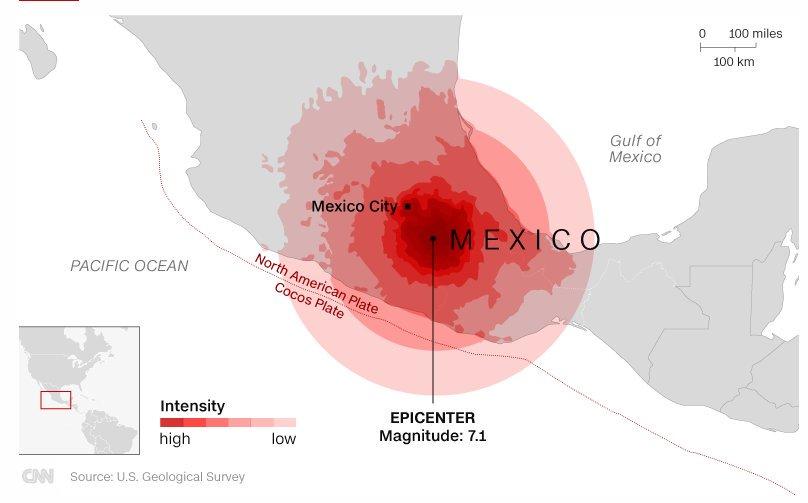 0 100 miles
100 km
Gulf of
Mexico
Mexico City
MEXICO
PACIFIC OCEAN
North American Plate
Cocos Plate
Intensity
high low
EPICENTER
Magnitude: 7.1
CNN Source: U.S. Geological Survey